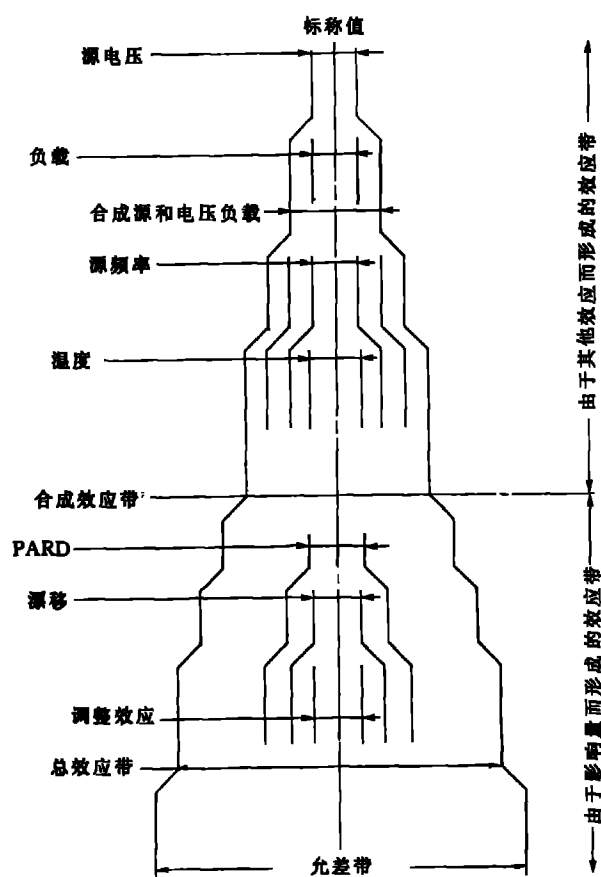 标称值
源电压
负载
合成源和电压负载
源频率
温度
合成效应带
PARD
漂移
调整效应
总效应带
允差带
由于其他效应而形成的效应带
由于影响量而形成的效应带